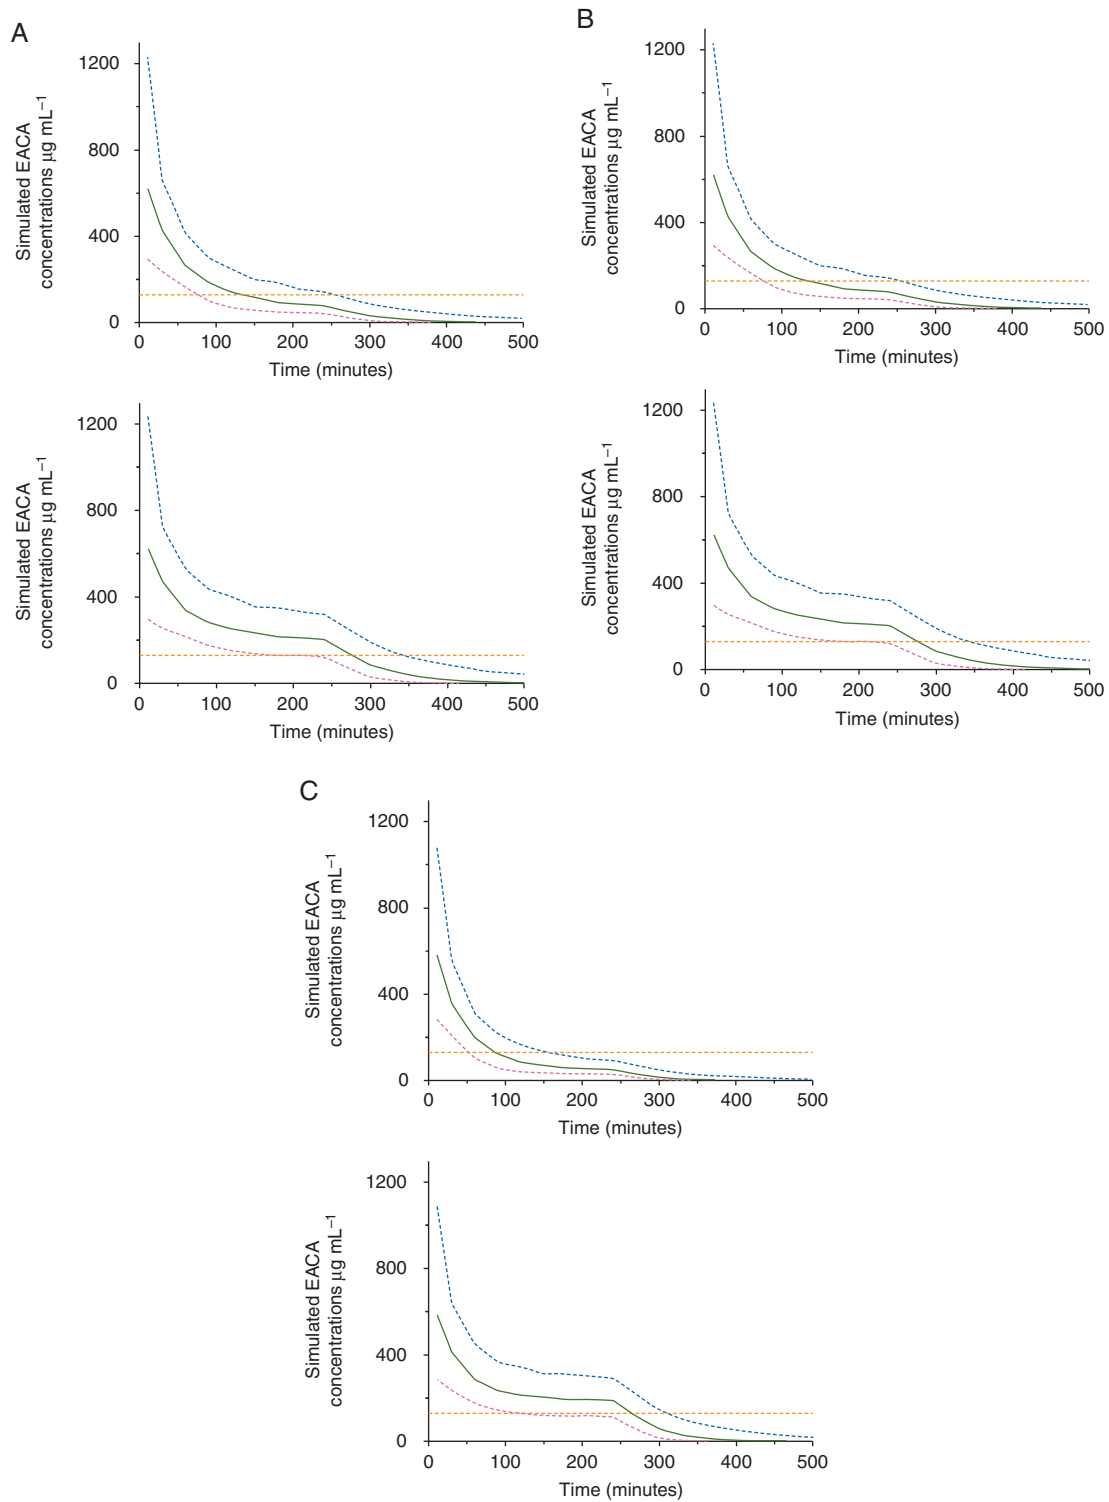 A
1200
800
400
0
0 100 200 300 400 500
Time (minutes)
Simulated EACA
concentrations µg mL−1
1200
800
400
0
0 100 200 300 400 500
Time (minutes)
Simulated EACA
concentrations µg mL−1
B
1200
800
400
0
0 100 200 300 400 500
Time (minutes)
Simulated EACA
concentrations µg mL−1
1200
800
400
0
0 100 200 300 400 500
Time (minutes)
Simulated EACA
concentrations µg mL−1
C
1200
800
400
0
0 100 200 300 400 500
Time (minutes)
Simulated EACA
concentrations µg mL−1
1200
800
400
0
0 100 200 300 400 500
Time (minutes)
Simulated EACA
concentrations µg mL−1